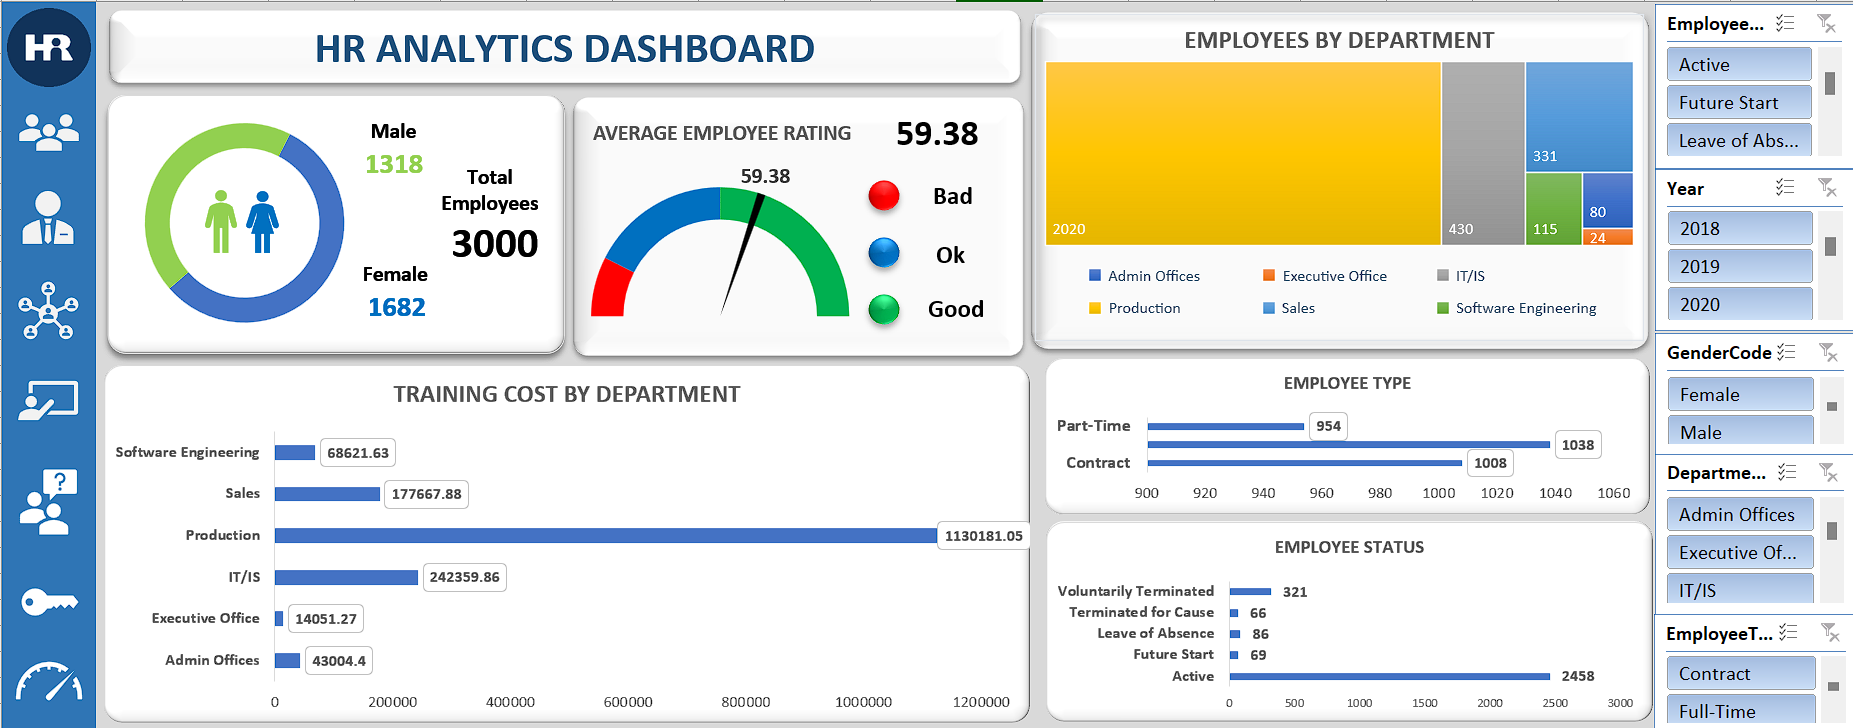 HR
HR ANALYTICS DASHBOARD
Male
1318
Total
Employees
3000
Female
1682
AVERAGE EMPLOYEE RATING
59.38
59.38
Bad
Ok
Good
EMPLOYEES BY DEPARTMENT
2020
430
331
115
80
24
Admin Offices
Executive Office
IT/IS
Production
Sales
Software Engineering
TRAINING COST BY DEPARTMENT
Software Engineering 68621.63
Sales 177667.88
Production 1130181.05
IT/IS 242359.86
Executive Office 14051.27
Admin Offices 43004.4
0 200000 400000 600000 800000 1000000 1200000
EMPLOYEE TYPE
Part-Time 954
1038
Contract 1008
900 920 940 960 980 1000 1020 1040 1060
EMPLOYEE STATUS
Voluntarily Terminated 321
Terminated for Cause 66
Leave of Absence 86
Future Start 69
Active 2458
0 500 1000 1500 2000 2500 3000
Employee...
Active
Future Start
Leave of Abs...
Year
2018
2019
2020
GenderCode
Female
Male
Departme...
Admin Offices
Executive Of...
IT/IS
EmployeeT...
Contract
Full-Time
?